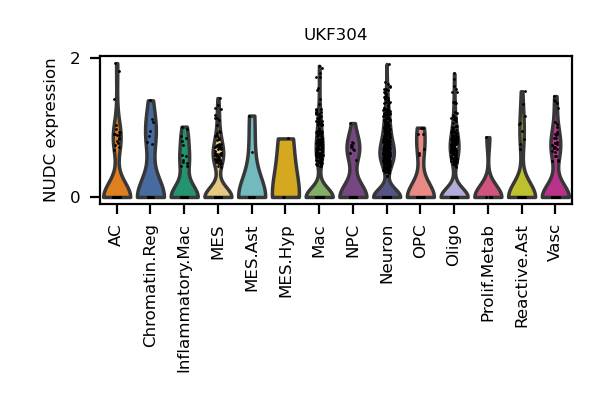 UKF304
NUDC expression
2
0
AC
Chromatin.Reg
Inflammatory.Mac
MES
MES.Ast
MES.Hyp
Mac
NPC
Neuron
OPC
Oligo
Prolif.Metab
Reactive.Ast
Vasc